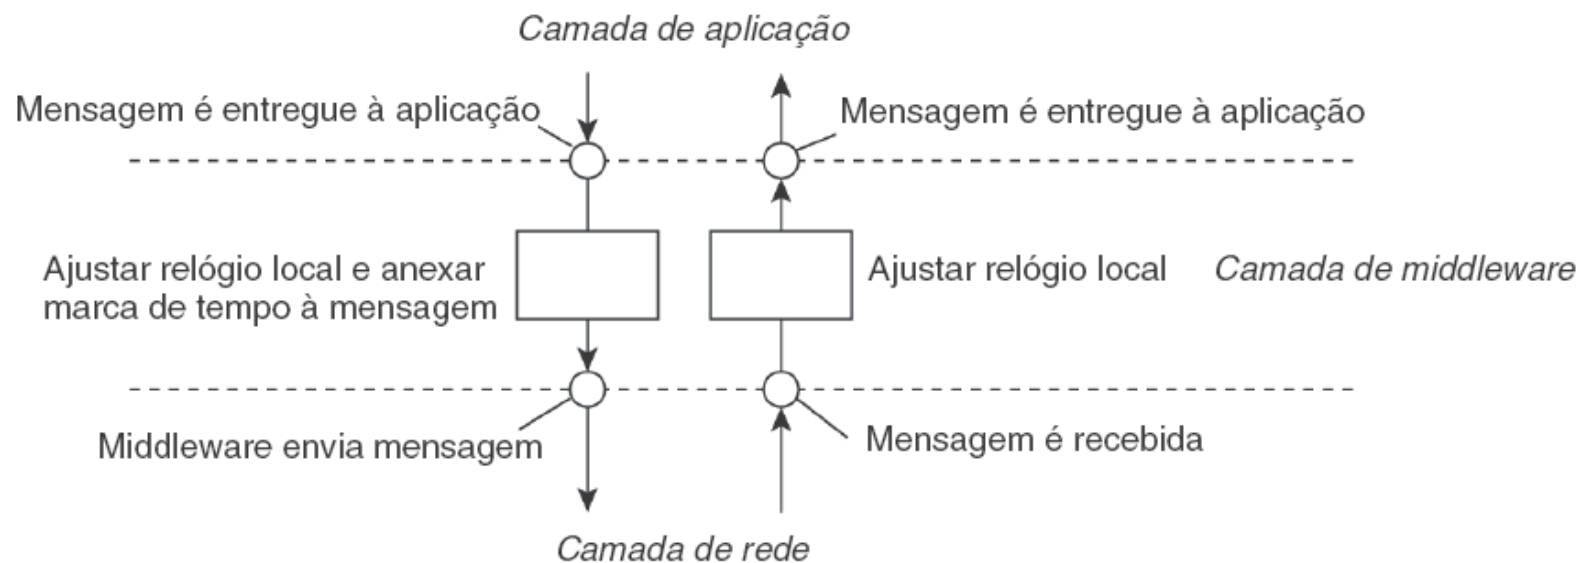 Camada de aplicação
Mensagem é entregue à aplicação
Mensagem é entregue à aplicação
Ajustar relógio local e anexar
marca de tempo à mensagem
Ajustar relógio local
Camada de middleware
Middleware envia mensagem
Mensagem é recebida
Camada de rede